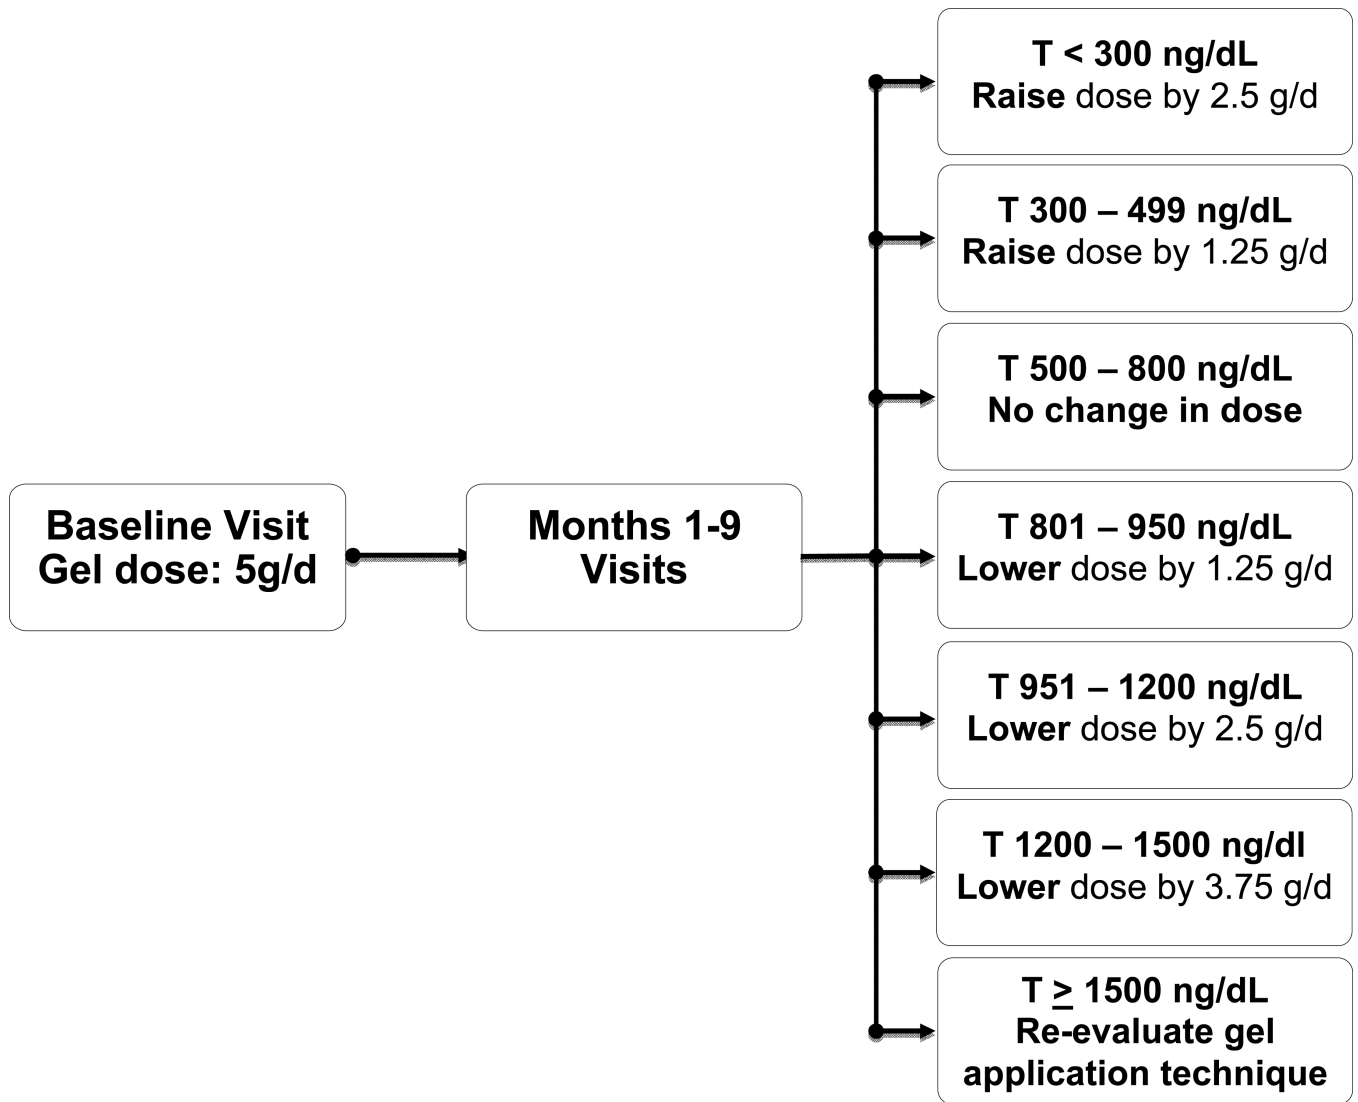 T < 300 ng/dL
Raise dose by 2.5 g/d
T 300 – 499 ng/dL
Raise dose by 1.25 g/d
T 500 – 800 ng/dL
No change in dose
Baseline Visit
Gel dose: 5g/d
Months 1-9
Visits
T 801 – 950 ng/dL
Lower dose by 1.25 g/d
T 951 – 1200 ng/dL
Lower dose by 2.5 g/d
T 1200 – 1500 ng/dl
Lower dose by 3.75 g/d
T ≥ 1500 ng/dL
Re-evaluate gel
application technique